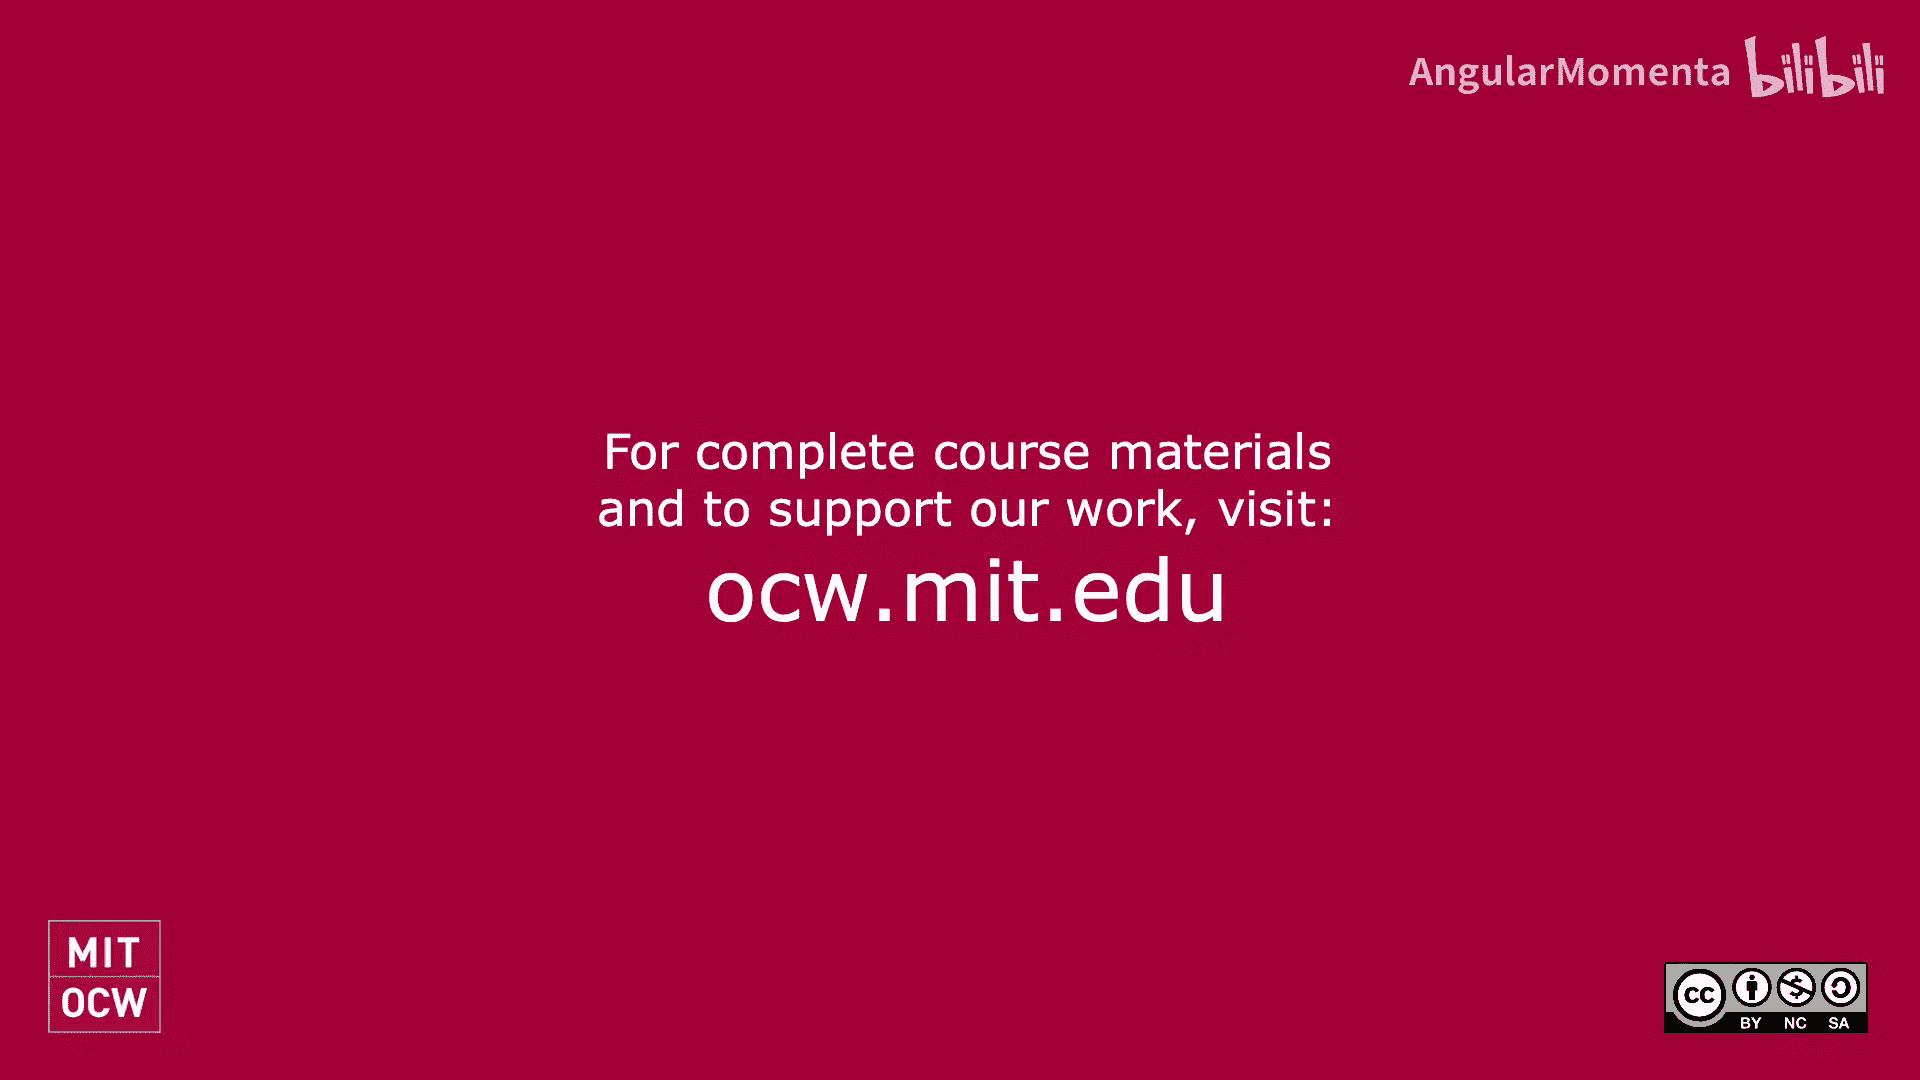 AngularMomenta bilibili
For complete course materials
and to support our work, visit:
ocw.mit.edu
MIT
OCW
cc
BY NC SA